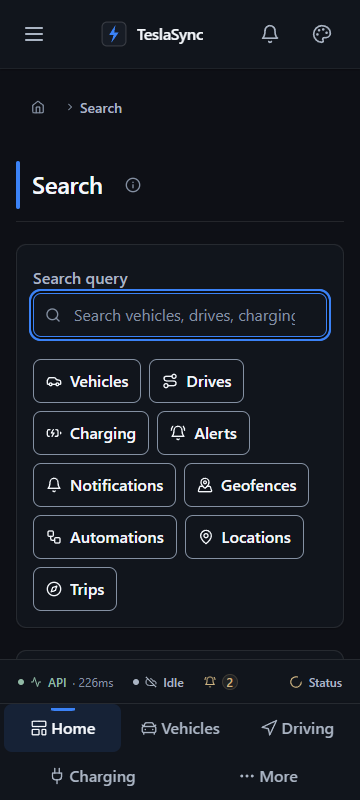 TeslaSync
Search
Search
Search query
Search vehicles, drives, charging
Vehicles
Drives
Charging
Alerts
Notifications
Geofences
Automations
Locations
Trips
API · 226ms
Idle
2
Status
Home
Vehicles
Driving
Charging
More